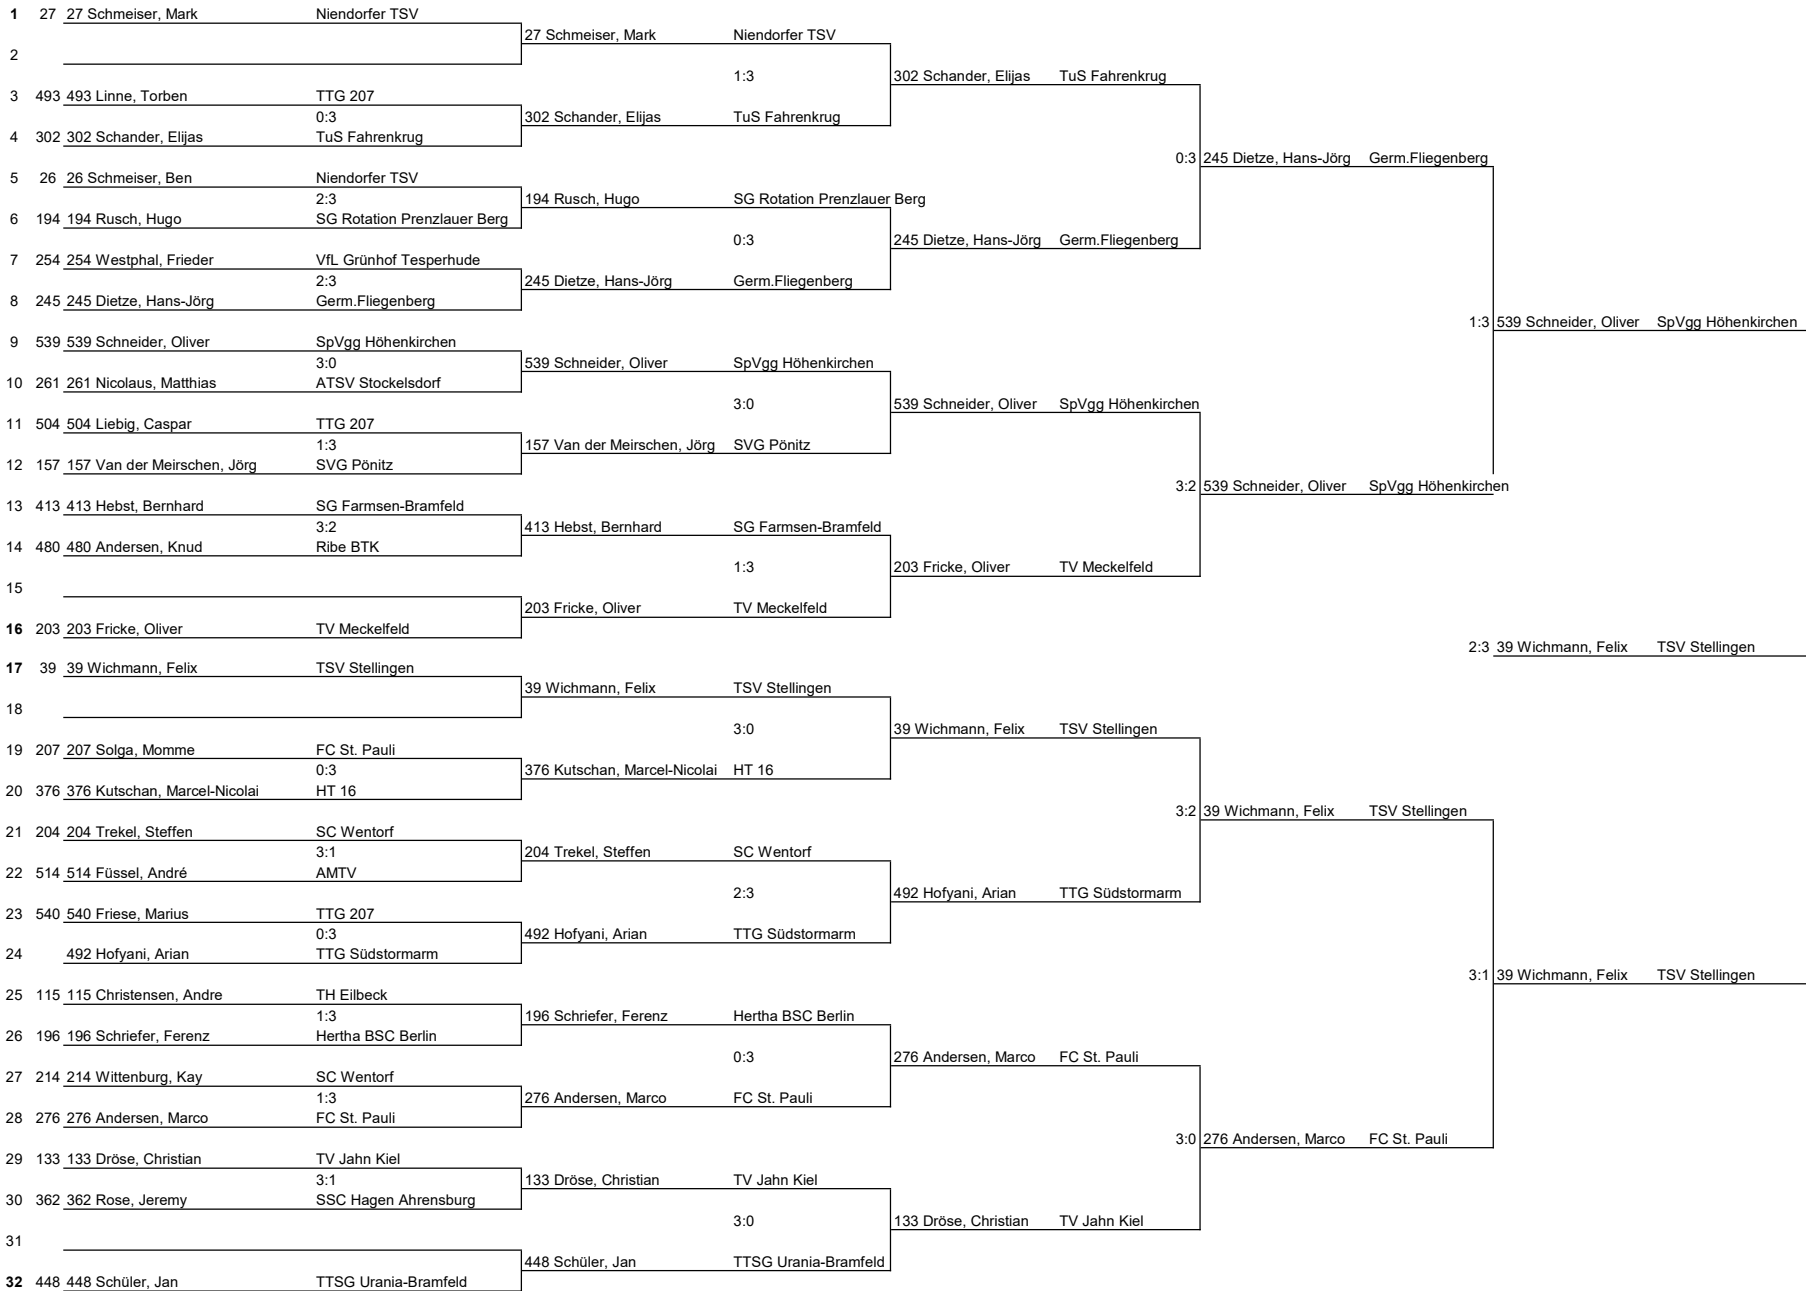 1 27 27 Schmeiser, Mark Niendorfer TSV
27 Schmeiser, Mark Niendorfer TSV
2
1:3 302 Schander, Elijas TuS Fahrenkrug
3 493 493 Linne, Torben TTG 207
0:3 302 Schander, Elijas TuS Fahrenkrug
4 302 302 Schander, Elijas TuS Fahrenkrug
0:3 245 Dietze, Hans-Jörg Germ.Fliegenberg
5 26 26 Schmeiser, Ben Niendorfer TSV
2:3 194 Rusch, Hugo SG Rotation Prenzlauer Berg
6 194 194 Rusch, Hugo SG Rotation Prenzlauer Berg
0:3 245 Dietze, Hans-Jörg Germ.Fliegenberg
7 254 254 Westphal, Frieder VfL Grünhof Tesperhude
2:3 245 Dietze, Hans-Jörg Germ.Fliegenberg
8 245 245 Dietze, Hans-Jörg Germ.Fliegenberg
1:3 539 Schneider, Oliver SpVgg Höhenkirchen
9 539 539 Schneider, Oliver SpVgg Höhenkirchen
3:0 539 Schneider, Oliver SpVgg Höhenkirchen
10 261 261 Nicolaus, Matthias ATSV Stockelsdorf
3:0 539 Schneider, Oliver SpVgg Höhenkirchen
11 504 504 Liebig, Caspar TTG 207
1:3 157 Van der Meirschen, Jörg SVG Pönitz
12 157 157 Van der Meirschen, Jörg SVG Pönitz
3:2 539 Schneider, Oliver SpVgg Höhenkirchen
13 413 413 Hebst, Bernhard SG Farmsen-Bramfeld
3:2 413 Hebst, Bernhard SG Farmsen-Bramfeld
14 480 480 Andersen, Knud Ribe BTK
1:3 203 Fricke, Oliver TV Meckelfeld
15
203 Fricke, Oliver TV Meckelfeld
16 203 203 Fricke, Oliver TV Meckelfeld
2:3 39 Wichmann, Felix TSV Stellingen
17 39 39 Wichmann, Felix TSV Stellingen
39 Wichmann, Felix TSV Stellingen
18
3:0 39 Wichmann, Felix TSV Stellingen
19 207 207 Solga, Momme FC St. Pauli
0:3 376 Kutschan, Marcel-Nicolai HT 16
20 376 376 Kutschan, Marcel-Nicolai HT 16
3:2 39 Wichmann, Felix TSV Stellingen
21 204 204 Trekel, Steffen SC Wentorf
3:1 204 Trekel, Steffen SC Wentorf
22 514 514 Füssel, André AMTV
2:3 492 Hofyani, Arian TTG Südstormarm
23 540 540 Friese, Marius TTG 207
0:3 492 Hofyani, Arian TTG Südstormarm
24 492 Hofyani, Arian TTG Südstormarm
3:1 39 Wichmann, Felix TSV Stellingen
25 115 115 Christensen, Andre TH Eilbeck
1:3 196 Schriefer, Ferenz Hertha BSC Berlin
26 196 196 Schriefer, Ferenz Hertha BSC Berlin
0:3 276 Andersen, Marco FC St. Pauli
27 214 214 Wittenburg, Kay SC Wentorf
1:3 276 Andersen, Marco FC St. Pauli
28 276 276 Andersen, Marco FC St. Pauli
3:0 276 Andersen, Marco FC St. Pauli
29 133 133 Dröse, Christian TV Jahn Kiel
3:1 133 Dröse, Christian TV Jahn Kiel
30 362 362 Rose, Jeremy SSC Hagen Ahrensburg
3:0 133 Dröse, Christian TV Jahn Kiel
31
448 Schüler, Jan TTSG Urania-Bramfeld
32 448 448 Schüler, Jan TTSG Urania-Bramfeld